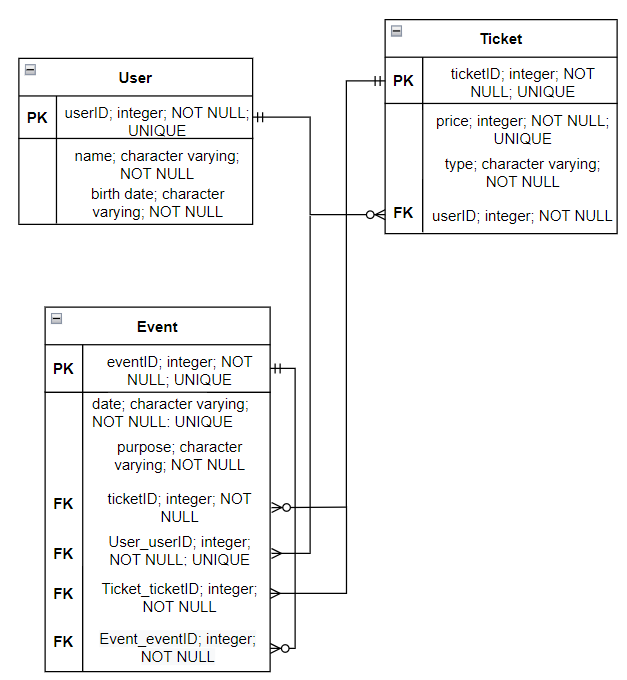 User
PK
userID; integer; NOT NULL;
UNIQUE
name; character varying;
NOT NULL
birth date; character
varying; NOT NULL
Ticket
PK
ticketID; integer; NOT
NULL; UNIQUE
price; integer; NOT NULL;
UNIQUE
type; character varying;
NOT NULL
FK
userID; integer; NOT NULL
Event
PK
eventID; integer; NOT
NULL; UNIQUE
date; character varying;
NOT NULL: UNIQUE
purpose; character
varying; NOT NULL
FK
ticketID; integer; NOT
NULL
FK
User_userID; integer;
NOT NULL; UNIQUE
FK
Ticket_ticketID; integer;
NOT NULL
FK
Event_eventID; integer;
NOT NULL